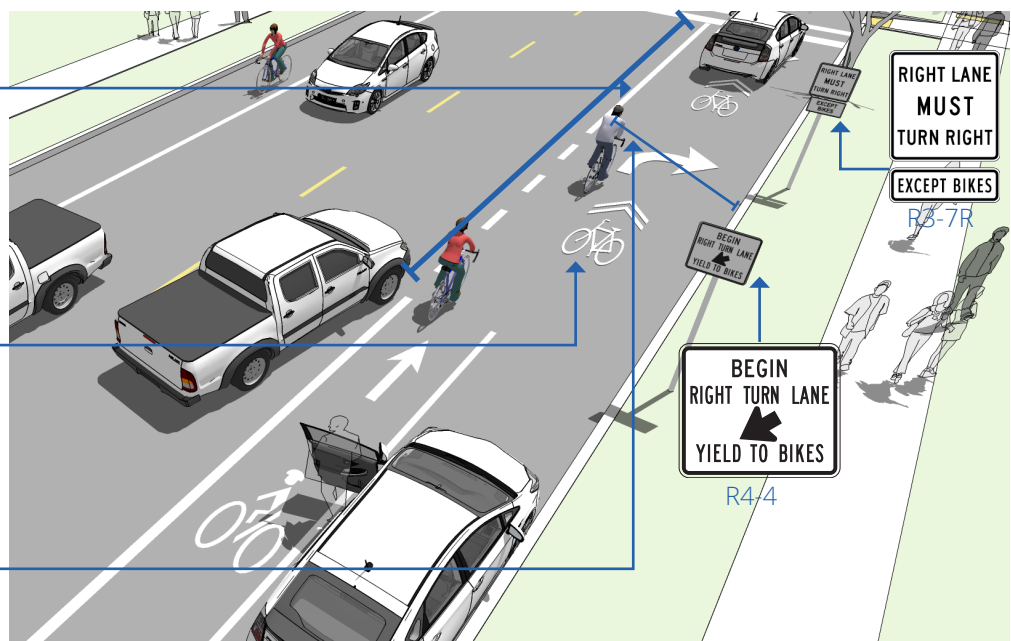 RIGHT LANE
MUST
TURN RIGHT
EXCEPT
BIKES
RIGHT LANE
MUST
TURN RIGHT
EXCEPT BIKES
R3-7R
BEGIN
RIGHT TURN LANE
YIELD TO BIKES
BEGIN
RIGHT TURN LANE
YIELD TO BIKES
R4-4